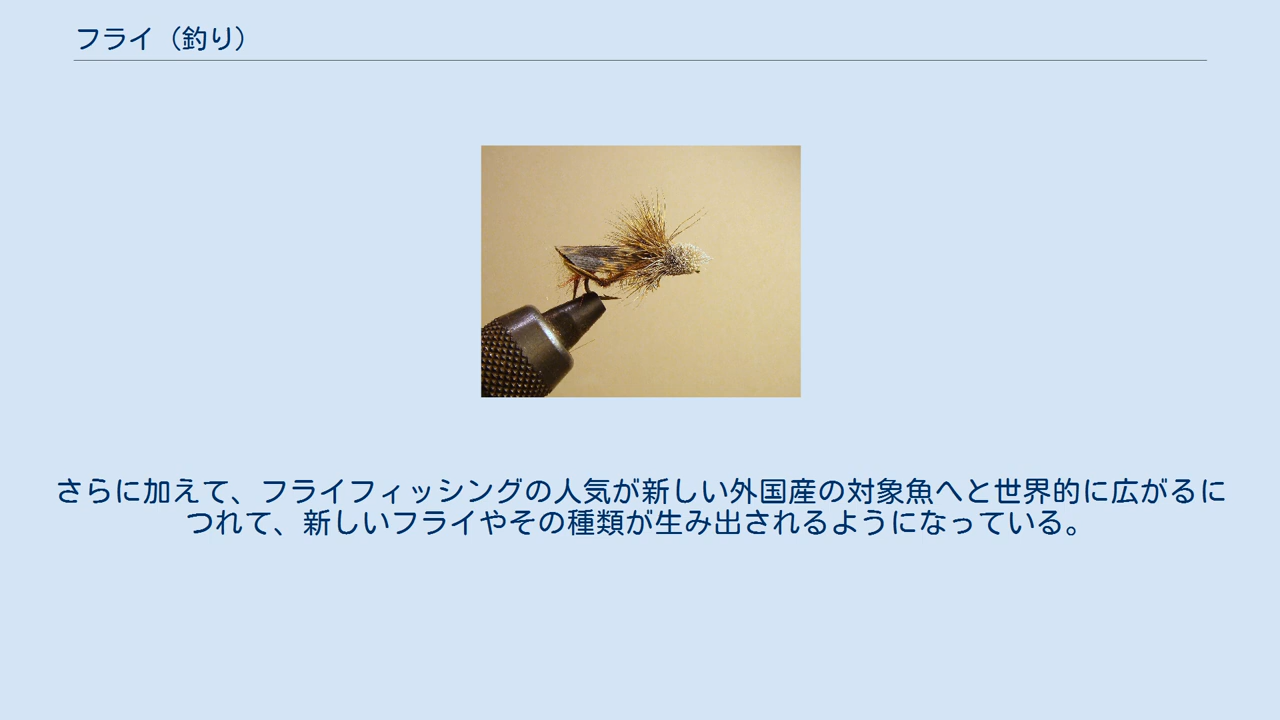 フライ（釣り）
さらに加えて、フライフィッシングの人気が新しい外国産の対象魚へと世界的に広がるに
つれて、新しいフライやその種類が生み出されるようになっている。